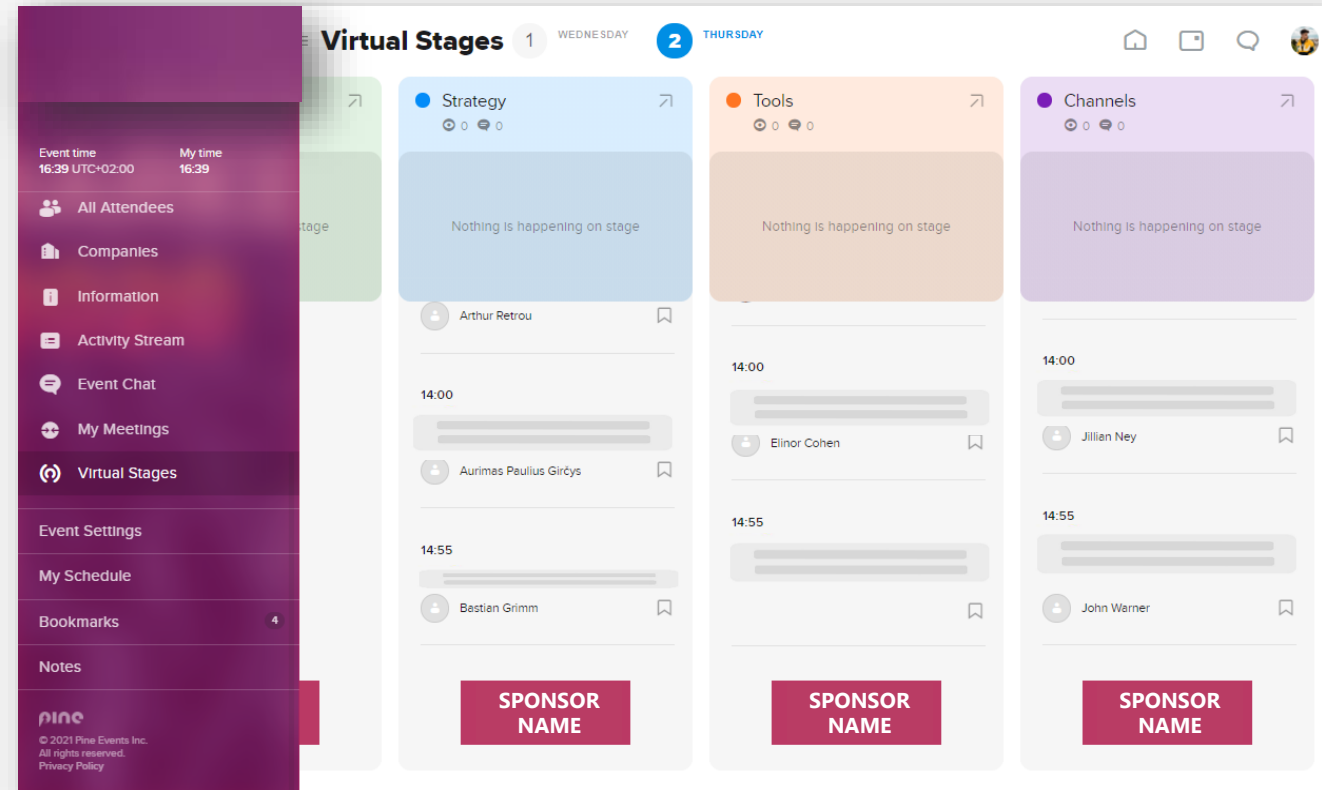 Virtual Stages
1
WEDNESDAY
2
THURSDAY
Event time
16:39 UTC+02:00
My time
16:39
All Attendees
Companies
Information
Activity Stream
Event Chat
My Meetings
Virtual Stages
Event Settings
My Schedule
Bookmarks
4
Notes
pine
© 2021 Pine Events Inc.
All rights reserved.
Privacy Policy
stage
Strategy
0 0
Nothing is happening on stage
Arthur Retrou
14:00
Aurimas Paulius Girčys
14:55
Bastian Grimm
SPONSOR
NAME
Tools
0 0
Nothing is happening on stage
14:00
Elinor Cohen
14:55
SPONSOR
NAME
Channels
0 0
Nothing is happening on stage
14:00
Jillian Ney
14:55
John Warner
SPONSOR
NAME